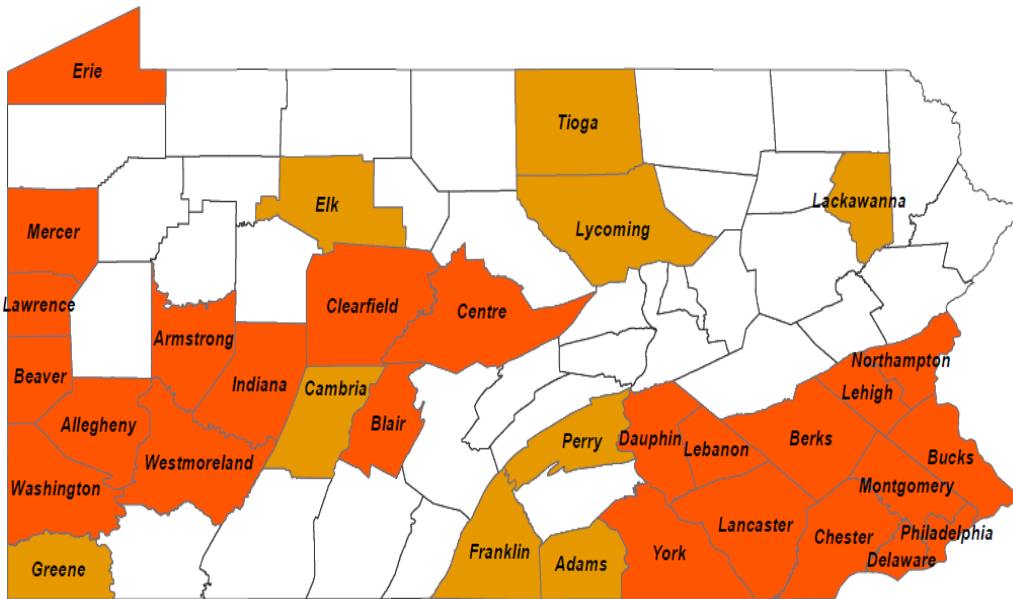 Erie
Tioga
Elk
Lackawanna
Mercer
Lycoming
Lawrence
Clearfield
Centre
Armstrong
Northampton
Beaver
Indiana
Cambria
Lehigh
Allegheny
Blair
Perry
Dauphin
Lebanon
Berks
Bucks
Westmoreland
Washington
Montgomery
Lancaster
Philadelphia
Chester
Franklin
York
Delaware
Greene
Adams